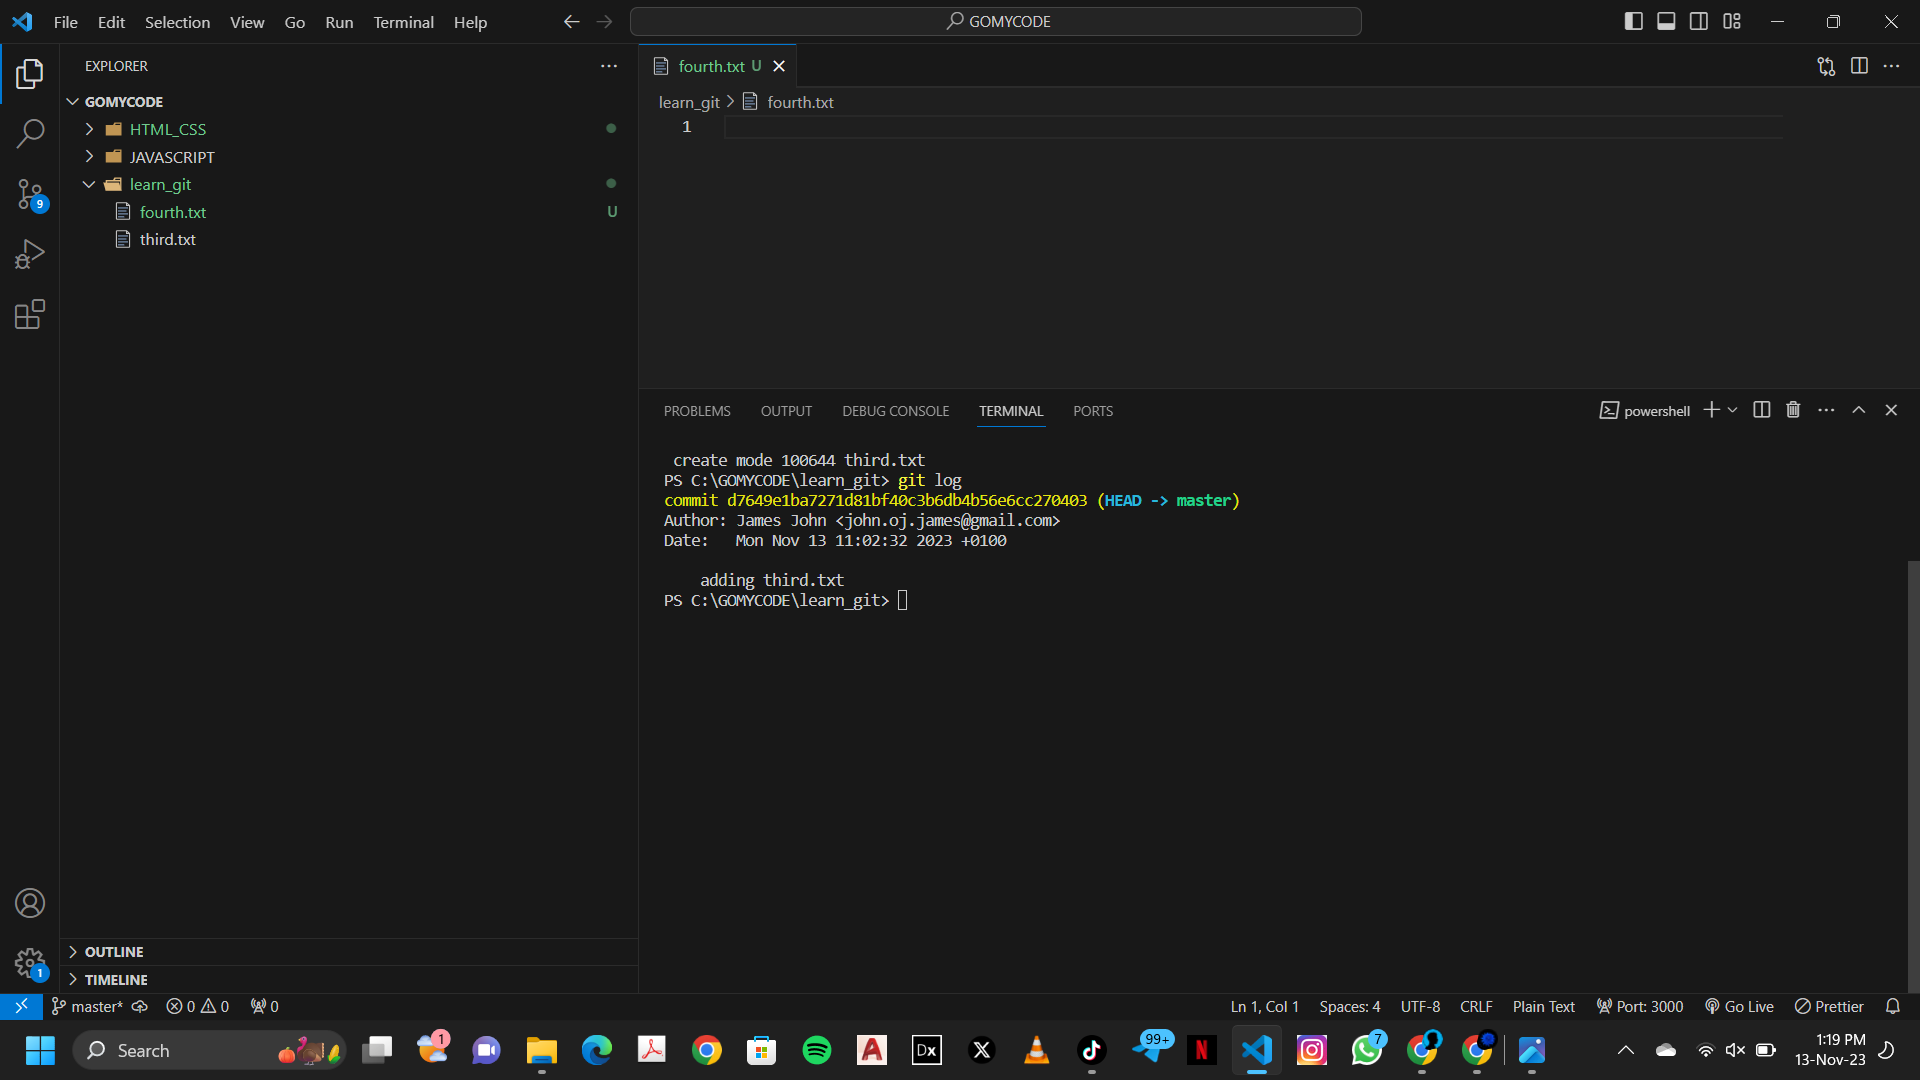 File Edit Selection View Go Run Terminal Help
GOMYCODE
EXPLORER
GOMYCODE
HTML_CSS
JAVASCRIPT
learn_git
fourth.txt U
third.txt
9
fourth.txt U
learn_git > fourth.txt
1
PROBLEMS OUTPUT DEBUG CONSOLE TERMINAL PORTS
powershell
create mode 100644 third.txt
PS C:\GOMYCODE\learn_git> git log
commit d7649e1ba7271d81bf40c3b6db4b56e6cc270403 (HEAD -> master)
Author: James John <john.oj.james@gmail.com>
Date:   Mon Nov 13 11:02:32 2023 +0100
adding third.txt
PS C:\GOMYCODE\learn_git>
OUTLINE
TIMELINE
1
master* 0 0 0
Ln 1, Col 1 Spaces: 4 UTF-8 CRLF Plain Text Port: 3000 Go Live Prettier
Search
1
Dx
99+
N
7
1:19 PM
13-Nov-23